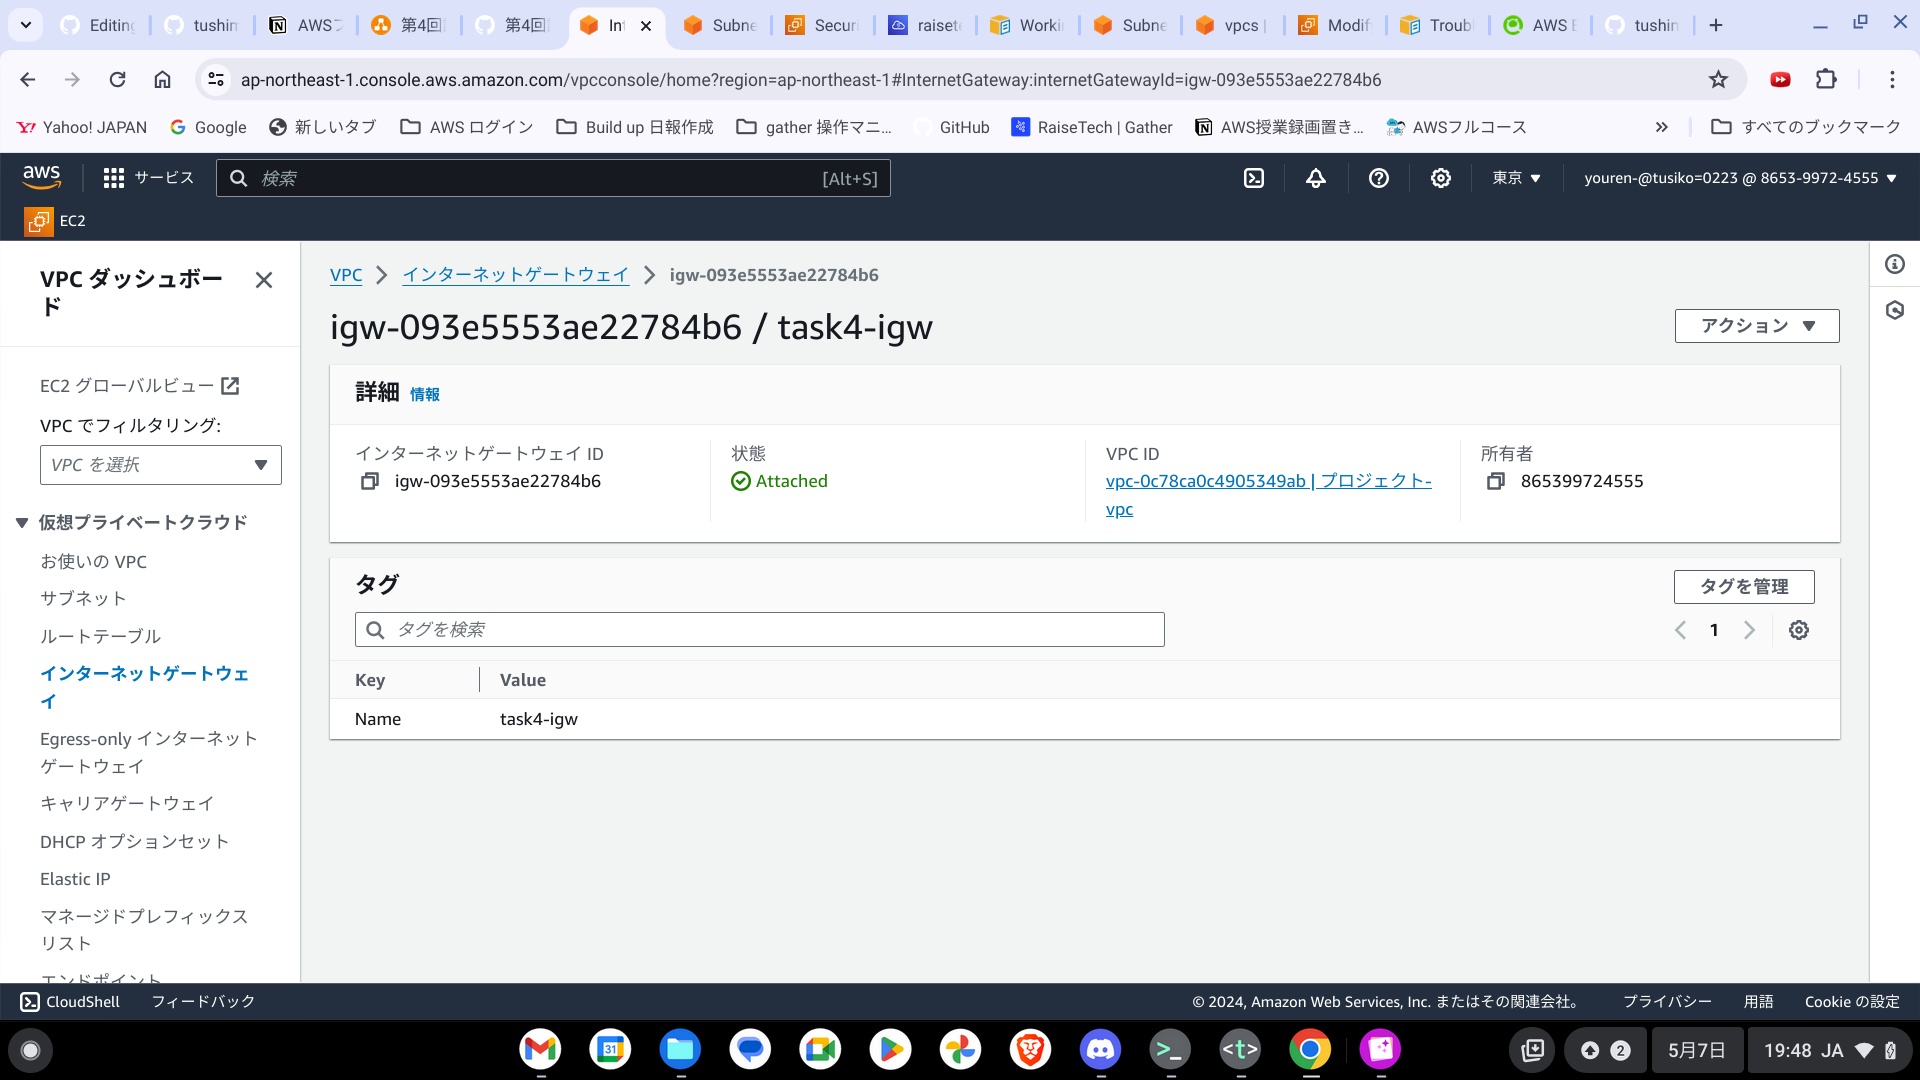 Editing
tushim
AWSフ
第4回
第4回
Int
Subne
Securi
raisete
Workin
Subne
vpcs |
Modif
Troubl
AWS E
tushim
ap-northeast-1.console.aws.amazon.com/vpcconsole/home?region=ap-northeast-1#InternetGateway:internetGatewayId=igw-093e5553ae22784b6
Yahoo! JAPAN
Google
新しいタブ
AWS ログイン
Build up 日報作成
gather 操作マニ...
GitHub
RaiseTech | Gather
AWS授業録画置き...
AWSフルコース
すべてのブックマーク
aws
サービス
検索
[Alt+S]
東京
youren-@tusiko=0223 @ 8653-9972-4555
EC2
VPC ダッシュボー
ド
EC2 グローバルビュー
VPC でフィルタリング:
VPC を選択
仮想プライベートクラウド
お使いの VPC
サブネット
ルートテーブル
インターネットゲートウェ
イ
Egress-only インターネット
ゲートウェイ
キャリアゲートウェイ
DHCP オプションセット
Elastic IP
マネージドプレフィックス
リスト
エンドポイント
VPC
インターネットゲートウェイ
igw-093e5553ae22784b6
igw-093e5553ae22784b6 / task4-igw
アクション
詳細 情報
インターネットゲートウェイ ID
igw-093e5553ae22784b6
状態
Attached
VPC ID
vpc-0c78ca0c4905349ab | プロジェクト-
vpc
所有者
865399724555
タグ
タグを管理
タグを検索
1
Key
Value
Name
task4-igw
CloudShell
フィードバック
© 2024, Amazon Web Services, Inc. またはその関連会社。
プライバシー
用語
Cookie の設定
31
<t>
2
5月7日
19:48 JA